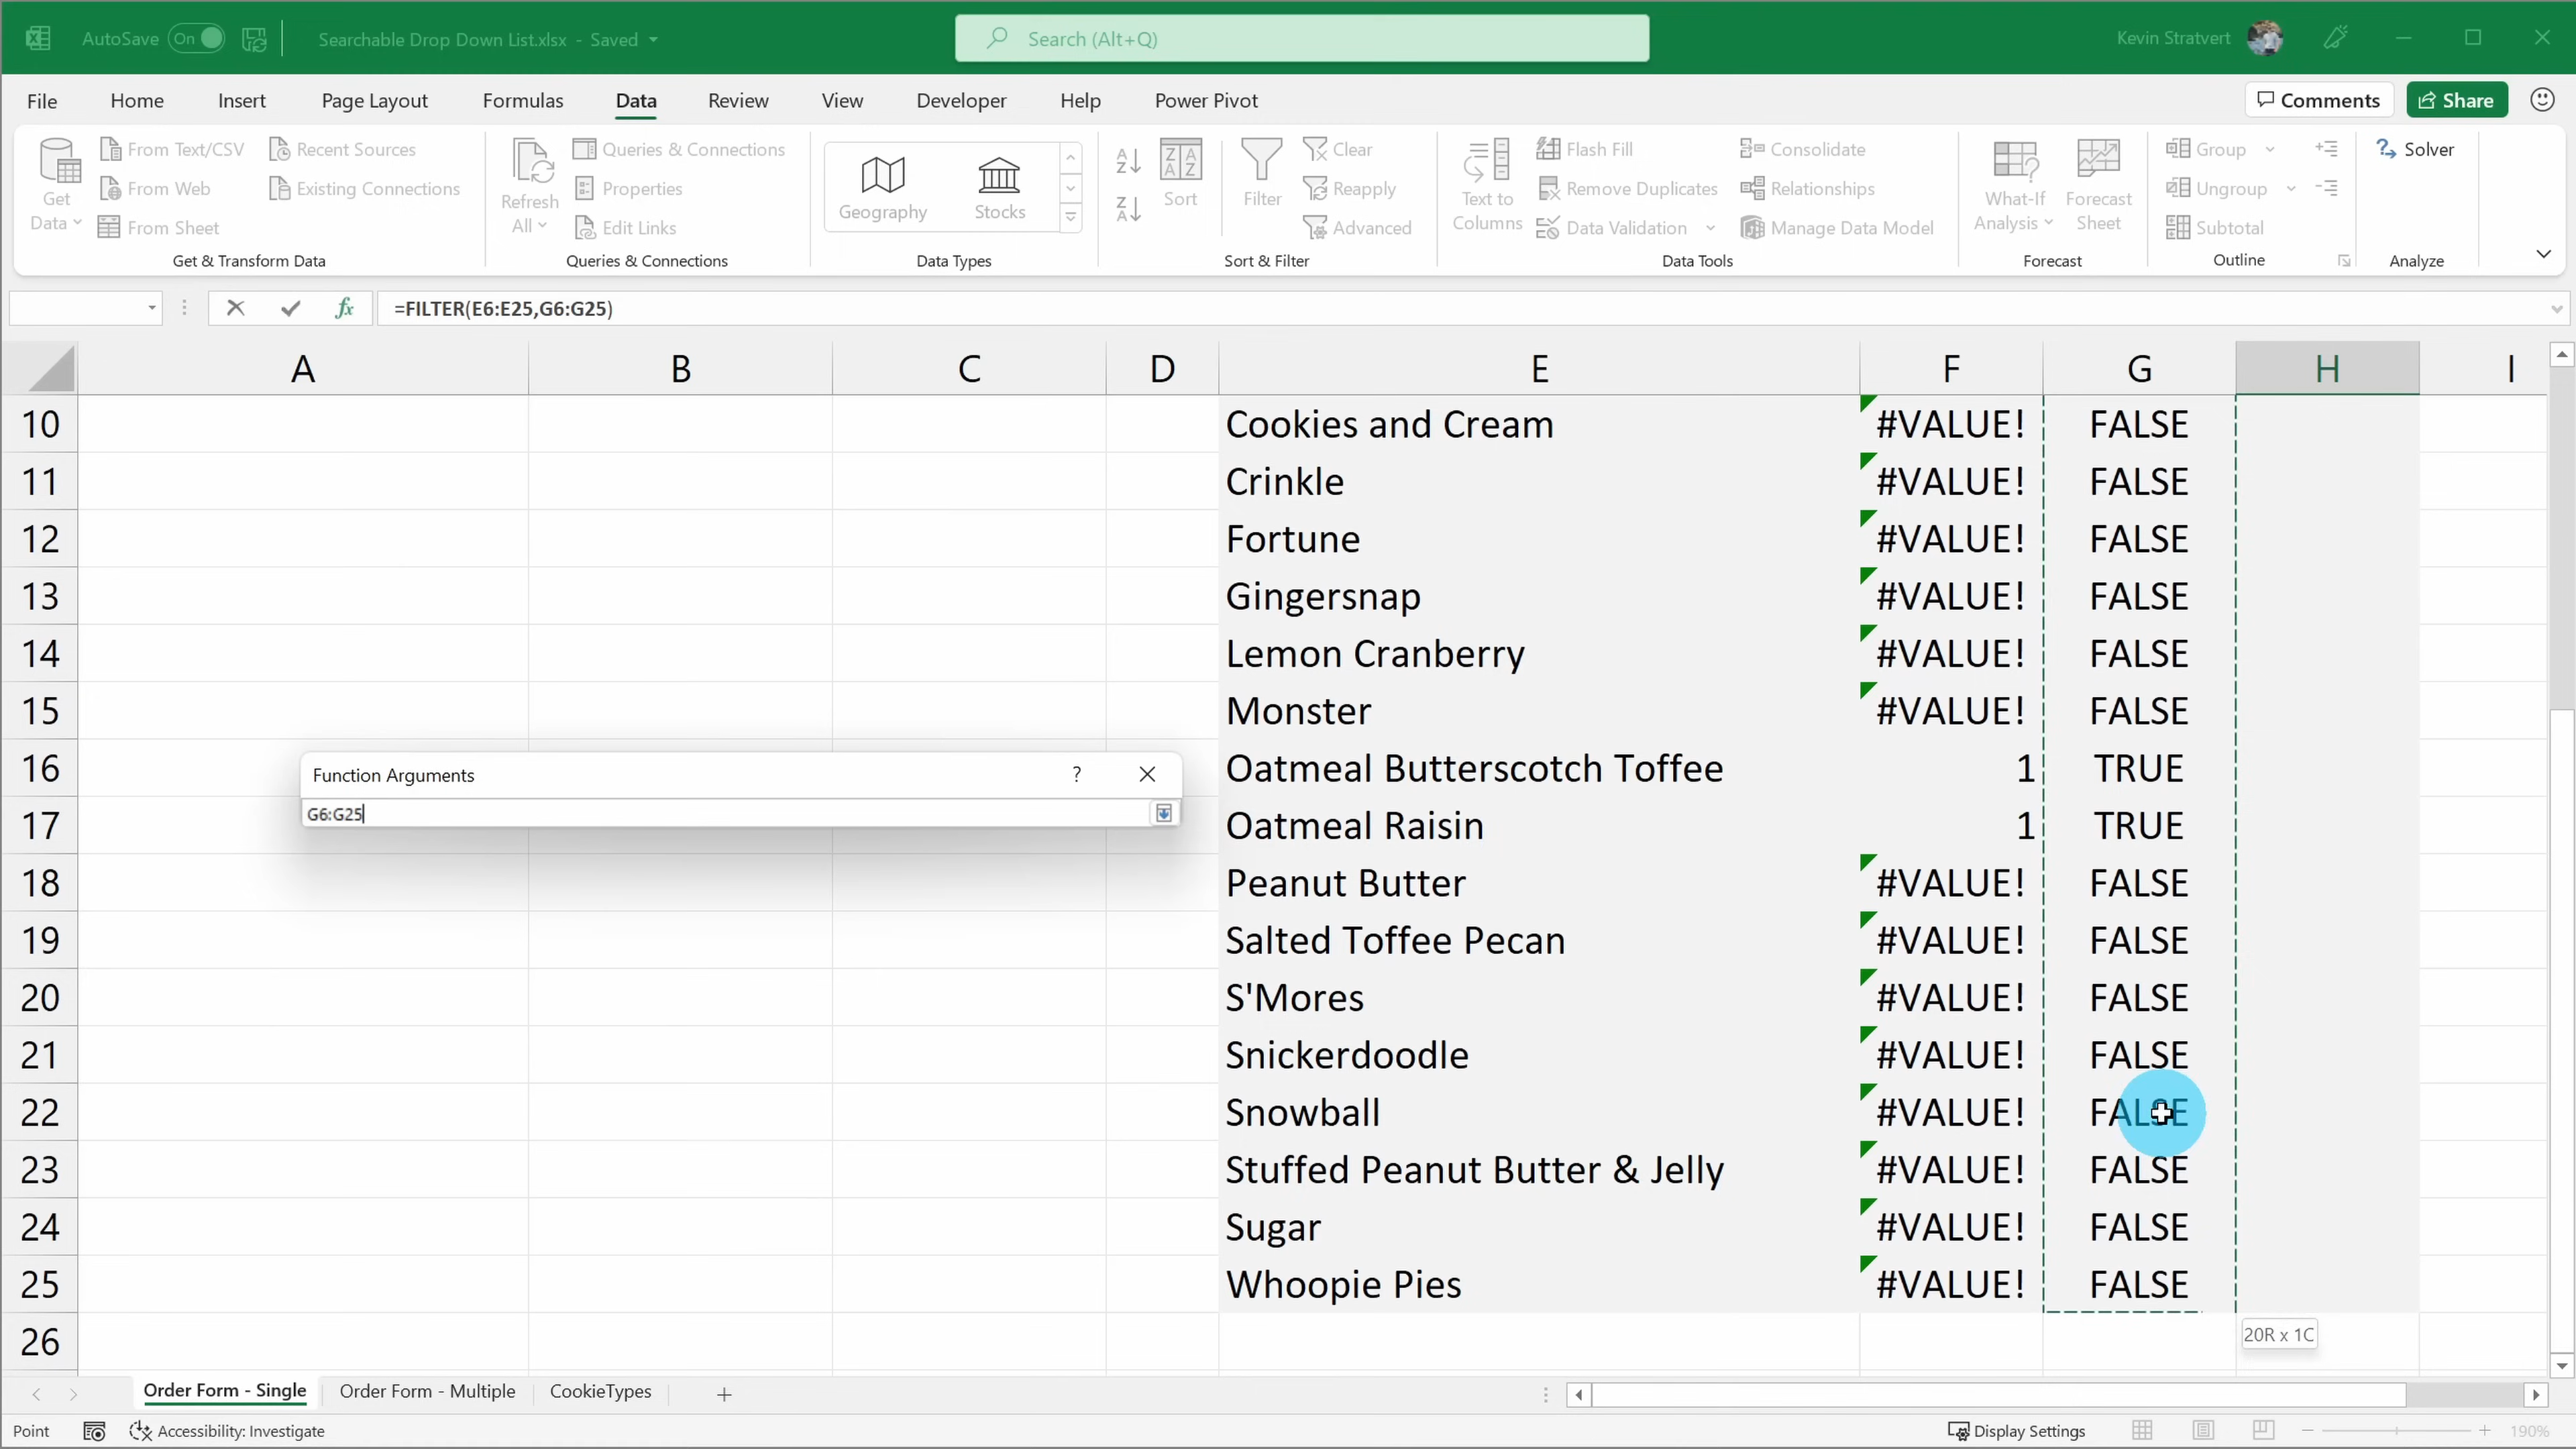 AutoSave On Searchable Drop Down List.xlsx - Saved Search (Alt+Q) Kevin Stratvert
File Home Insert Page Layout Formulas Data Review View Developer Help Power Pivot Comments Share
Get Data From Text/CSV From Web From Sheet Recent Sources Existing Connections
Get & Transform Data
Refresh All Queries & Connections Properties Edit Links
Queries & Connections
Geography Stocks
Data Types
Sort Filter Clear Reapply Advanced
Sort & Filter
Text to Columns Flash Fill Remove Duplicates Data Validation Consolidate Relationships Manage Data Model
Data Tools
What-If Analysis Forecast Sheet
Forecast
Group Ungroup Subtotal
Outline
Solver
Analyze
fx =FILTER(E6:E25,G6:G25)
A B C D E F G H I
10 Cookies and Cream #VALUE! FALSE
11 Crinkle #VALUE! FALSE
12 Fortune #VALUE! FALSE
13 Gingersnap #VALUE! FALSE
14 Lemon Cranberry #VALUE! FALSE
15 Monster #VALUE! FALSE
16 Oatmeal Butterscotch Toffee 1 TRUE
17 Oatmeal Raisin 1 TRUE
18 Peanut Butter #VALUE! FALSE
19 Salted Toffee Pecan #VALUE! FALSE
20 S'Mores #VALUE! FALSE
21 Snickerdoodle #VALUE! FALSE
22 Snowball #VALUE! FALSE
23 Stuffed Peanut Butter & Jelly #VALUE! FALSE
24 Sugar #VALUE! FALSE
25 Whoopie Pies #VALUE! FALSE
26
Function Arguments ?
G6:G25
20R x 1C
Order Form - Single Order Form - Multiple CookieTypes
Point Accessibility: Investigate Display Settings 190%